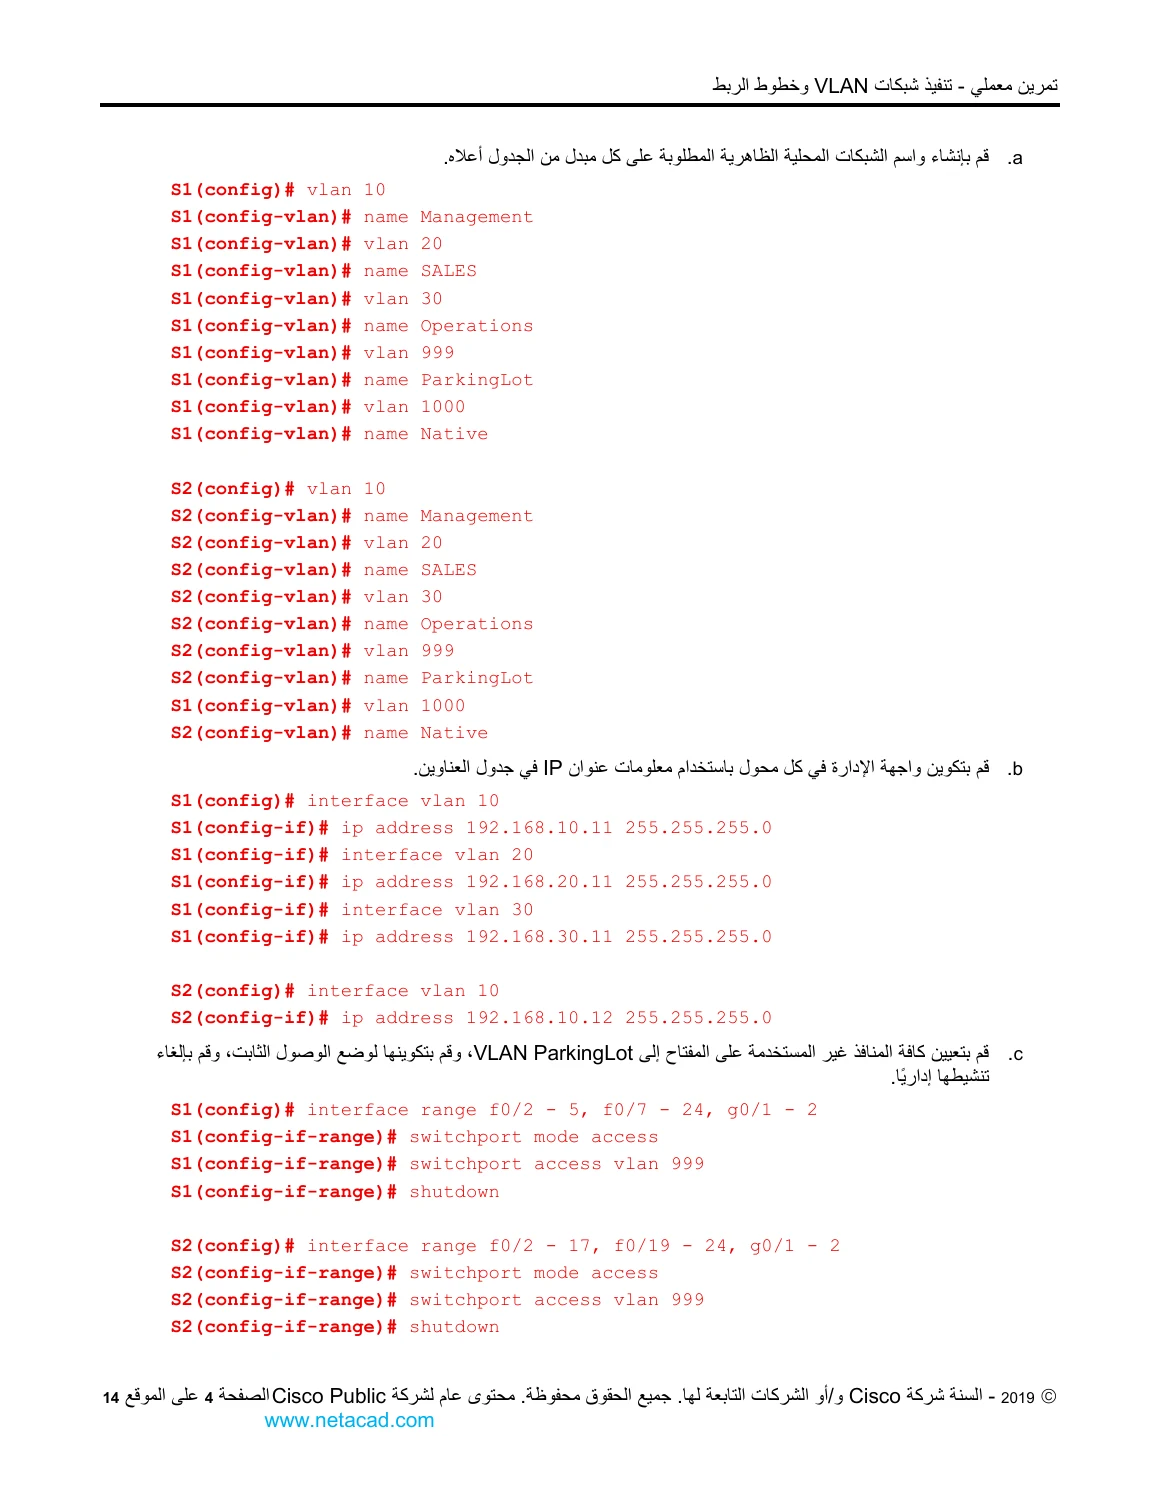 تمرين معملي - تنفيذ شبكات VLAN وخطوط الربط
a. قم بإنشاء واسم الشبكات المحلية الظاهرية المطلوبة على كل مبدل من الجدول أعلاه.
S1(config)# vlan 10
S1(config-vlan)# name Management
S1(config-vlan)# vlan 20
S1(config-vlan)# name SALES
S1(config-vlan)# vlan 30
S1(config-vlan)# name Operations
S1(config-vlan)# vlan 999
S1(config-vlan)# name ParkingLot
S1(config-vlan)# vlan 1000
S1(config-vlan)# name Native
S2(config)# vlan 10
S2(config-vlan)# name Management
S2(config-vlan)# vlan 20
S2(config-vlan)# name SALES
S2(config-vlan)# vlan 30
S2(config-vlan)# name Operations
S2(config-vlan)# vlan 999
S2(config-vlan)# name ParkingLot
S1(config-vlan)# vlan 1000
S2(config-vlan)# name Native
b. قم بتكوين واجهة الإدارة في كل محول باستخدام معلومات عنوان IP في جدول العناوين.
S1(config)# interface vlan 10
S1(config-if)# ip address 192.168.10.11 255.255.255.0
S1(config-if)# interface vlan 20
S1(config-if)# ip address 192.168.20.11 255.255.255.0
S1(config-if)# interface vlan 30
S1(config-if)# ip address 192.168.30.11 255.255.255.0
S2(config)# interface vlan 10
S2(config-if)# ip address 192.168.10.12 255.255.255.0
c. قم بتعيين كافة المنافذ غير المستخدمة على المفتاح إلى VLAN ParkingLot، وقم بتكوينها لوضع الوصول الثابت، وقم بإلغاء
تنشيطها إداريًا.
S1(config)# interface range f0/2 - 5, f0/7 - 24, g0/1 - 2
S1(config-if-range)# switchport mode access
S1(config-if-range)# switchport access vlan 999
S1(config-if-range)# shutdown
S2(config)# interface range f0/2 - 17, f0/19 - 24, g0/1 - 2
S2(config-if-range)# switchport mode access
S2(config-if-range)# switchport access vlan 999
S2(config-if-range)# shutdown
© 2019 - السنة شركة Cisco و/أو الشركات التابعة لها. جميع الحقوق محفوظة. محتوى عام لشركة Cisco Public الصفحة 4 على الموقع 14
www.netacad.com